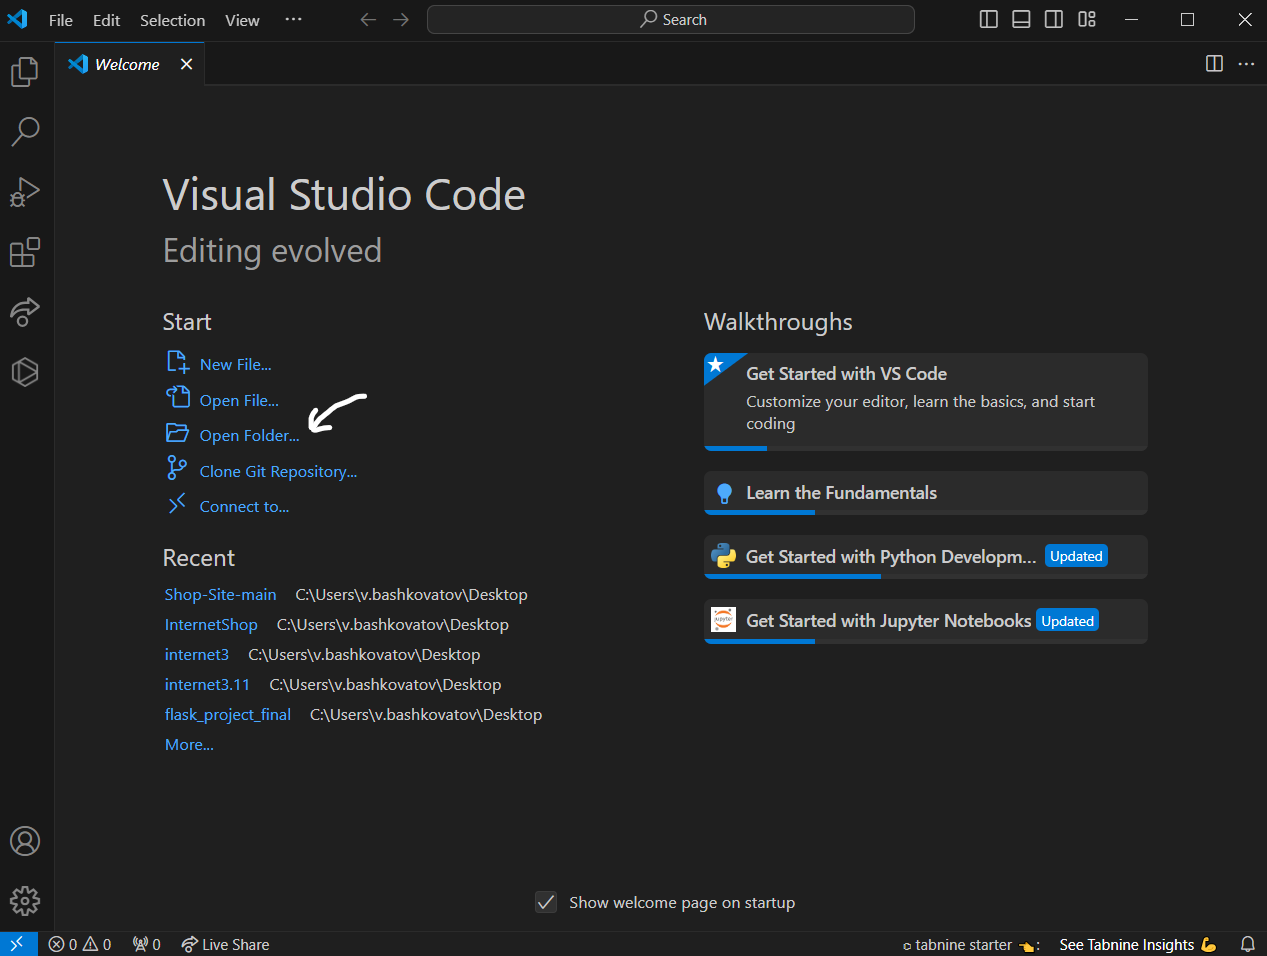 File Edit Selection View ··· Search
Welcome
Visual Studio Code
Editing evolved
Start
New File...
Open File...
Open Folder...
Clone Git Repository...
Connect to...
Recent
Shop-Site-main C:\Users\v.bashkovatov\Desktop
InternetShop C:\Users\v.bashkovatov\Desktop
internet3 C:\Users\v.bashkovatov\Desktop
internet3.11 C:\Users\v.bashkovatov\Desktop
flask_project_final C:\Users\v.bashkovatov\Desktop
More...
Walkthroughs
Get Started with VS Code
Customize your editor, learn the basics, and start
coding
Learn the Fundamentals
Get Started with Python Developm... Updated
jupyter
Get Started with Jupyter Notebooks Updated
Show welcome page on startup
0 0 0 Live Share tabnine starter 👈: See Tabnine Insights 💪